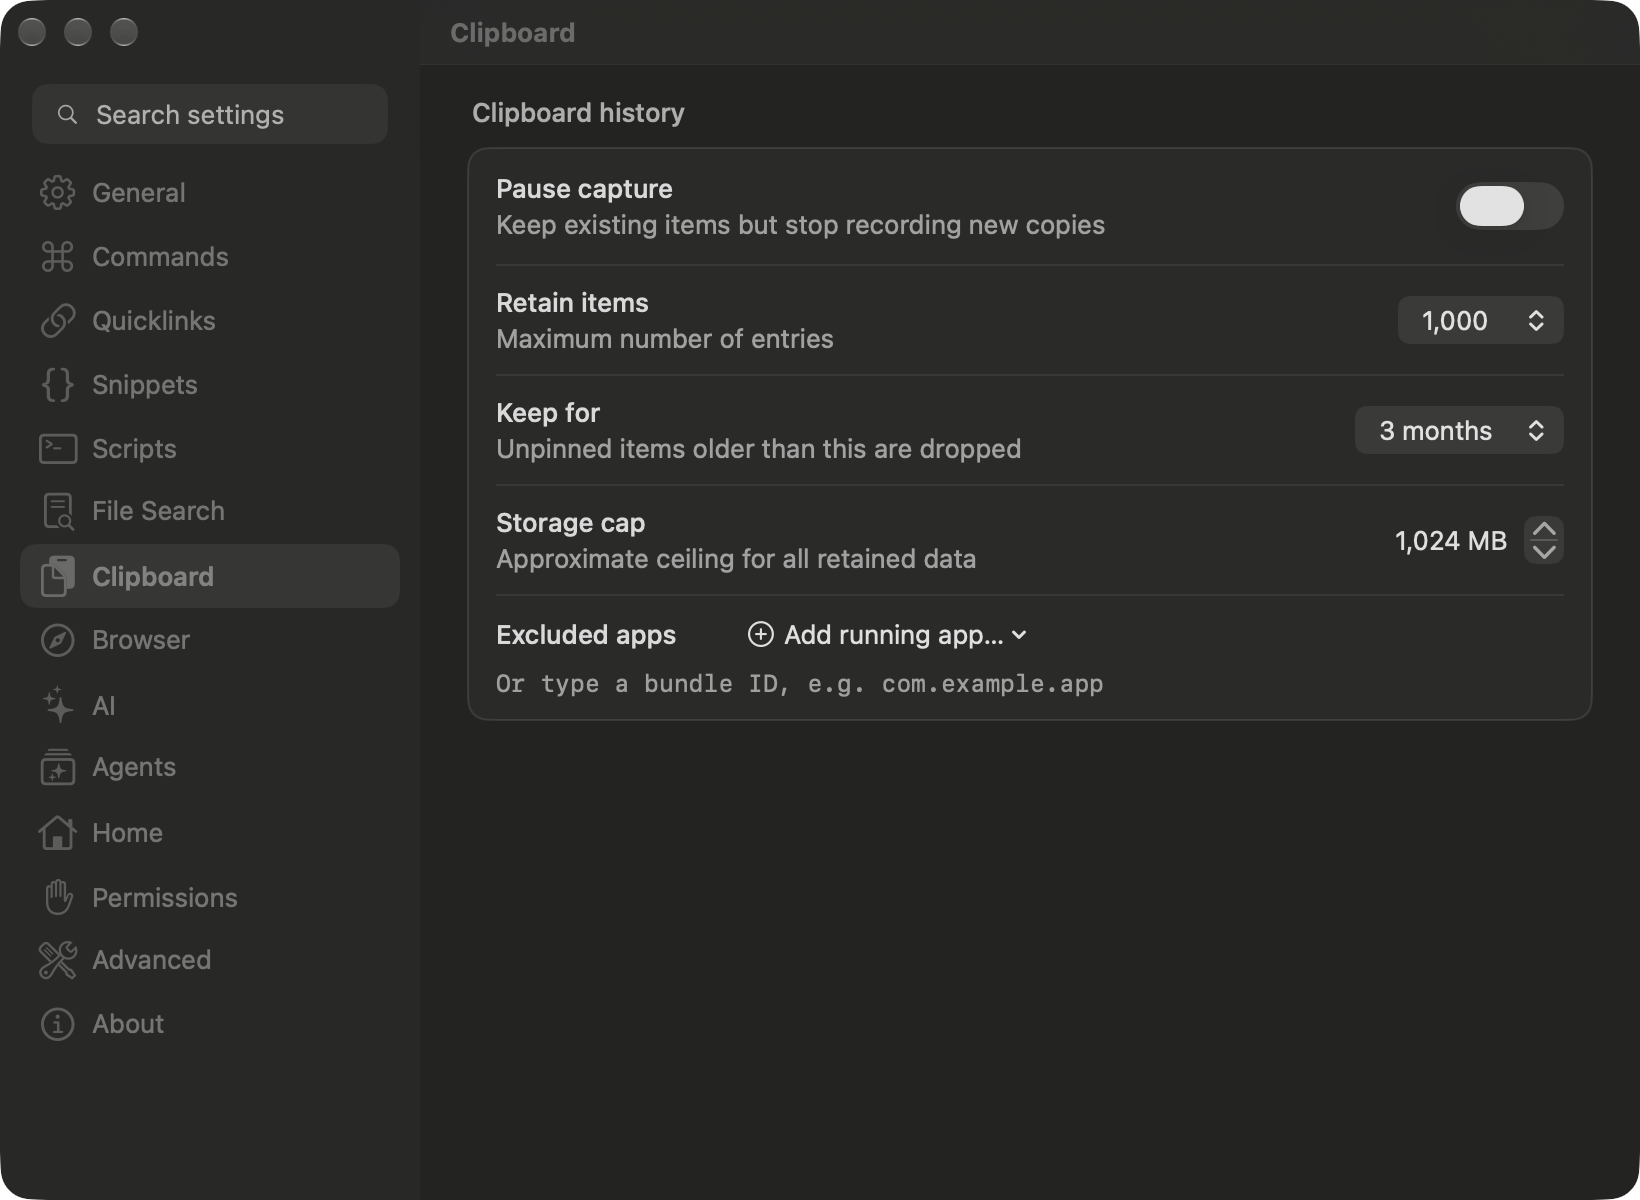 Clipboard
Search settings
General
Commands
Quicklinks
Snippets
Scripts
File Search
Clipboard
Browser
AI
Agents
Home
Permissions
Advanced
About
Clipboard history
Pause capture
Keep existing items but stop recording new copies
Retain items
Maximum number of entries
1,000
Keep for
Unpinned items older than this are dropped
3 months
Storage cap
Approximate ceiling for all retained data
1,024 MB
Excluded apps
Add running app...
Or type a bundle ID, e.g. com.example.app